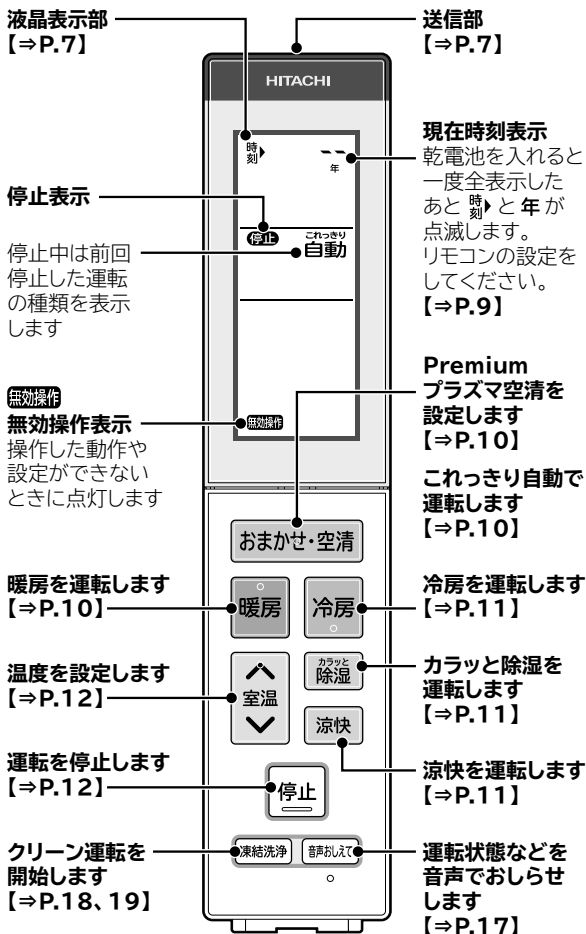 液晶表示部
【⇒P.7】
送信部
【⇒P.7】
HITACHI
時刻
--
年
現在時刻表示
乾電池を入れると
一度全表示した
あと 時刻 と 年 が
点滅します。
リモコンの設定を
してください。
【⇒P.9】
停止表示
停止中は前回
停止した運転
の種類を表示
します
停止
これっきり
自動
無効操作
無効操作表示
操作した動作や
設定ができない
ときに点灯します
無効操作
Premium
プラズマ空清を
設定します
【⇒P.10】
これっきり自動で
運転します
【⇒P.10】
おまかせ・空清
暖房を運転します
【⇒P.10】
暖房
冷房
冷房を運転します
【⇒P.11】
温度を設定します
【⇒P.12】
室温
カラッと
除湿
カラッと除湿を
運転します
【⇒P.11】
涼快
涼快を運転します
【⇒P.11】
運転を停止します
【⇒P.12】
停止
クリーン運転を
開始します
【⇒P.18、19】
凍結洗浄
音声おしえて
運転状態などを
音声でおしらせ
します
【⇒P.17】